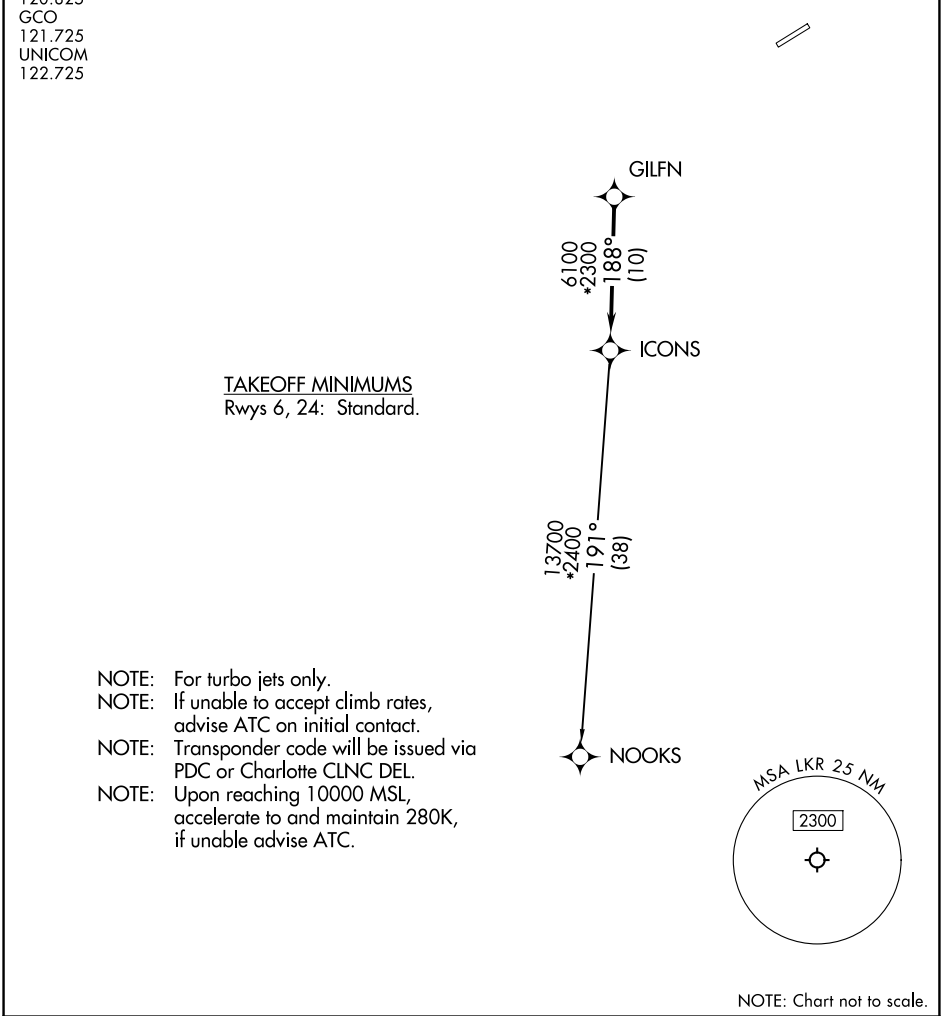 GCO
121.725
UNICOM
122.725
GILFN
6100
*2300
188°
(10)
ICONS
TAKEOFF MINIMUMS
Rwys 6, 24: Standard.
13700
*2400
191°
(38)
NOTE: For turbo jets only.
NOTE: If unable to accept climb rates,
advise ATC on initial contact.
NOTE: Transponder code will be issued via
PDC or Charlotte CLNC DEL.
NOTE: Upon reaching 10000 MSL,
accelerate to and maintain 280K,
if unable advise ATC.
NOOKS
MSA LKR 25 NM
2300
NOTE: Chart not to scale.